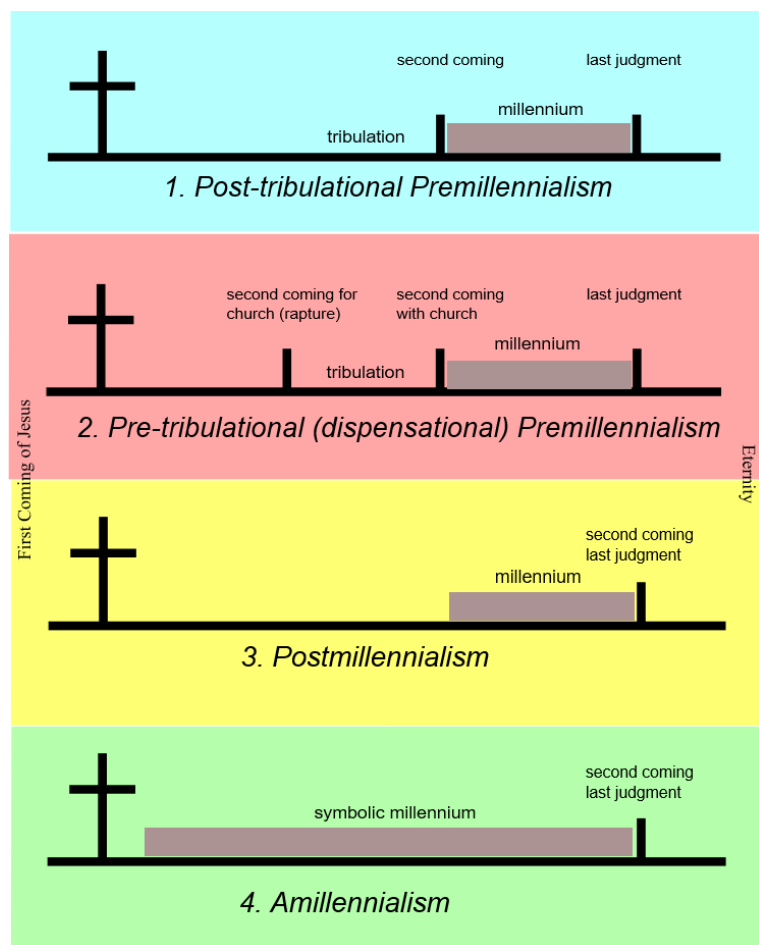 second coming
last judgment
millennium
tribulation
1. Post-tribulational Premillennialism
second coming for
church (rapture)
second coming
with church
last judgment
millennium
tribulation
2. Pre-tribulational (dispensational) Premillennialism
First Coming of Jesus
Eternity
second coming
last judgment
millennium
3. Postmillennialism
second coming
last judgment
symbolic millennium
4. Amillennialism